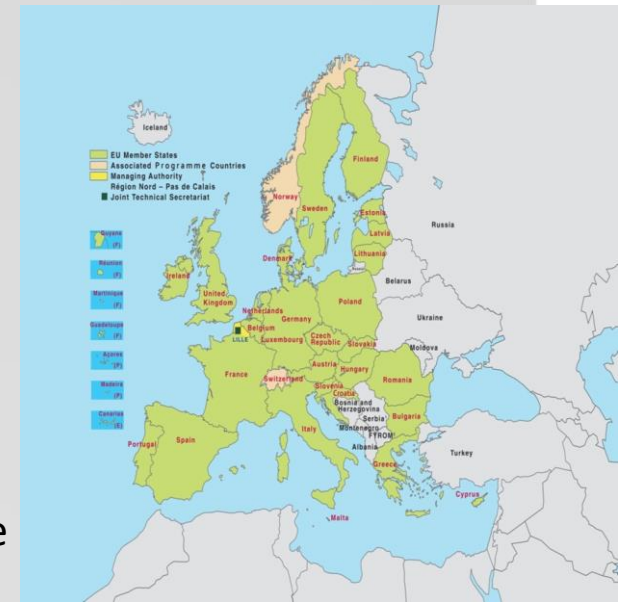 Iceland
EU Member States
Associated Programme Countries
Managing Authority
Région Nord – Pas de Calais
Joint Technical Secretariat
Guyane
(F)
Réunion
(F)
Martinique
(F)
Guadeloupe
(F)
Açores
(P)
Madeira
(P)
Canarias
(E)
Finland
Norway
Sweden
Estonia
Russia
Latvia
Denmark
Lithuania
Ireland
United
Kingdom
Belarus
Poland
Netherlands
Germany
Belgium
LILLE
Luxembourg
Ukraine
Czech
Republic
Slovakia
Moldova
Austria
Hungary
France
Switzerland
Slovenia
Croatia
Romania
Bosnia and
Herzegovina
Serbia
Montenegro
Bulgaria
Italy
FYROM
Albania
Portugal
Spain
Turkey
Greece
Cyprus
Malta
e